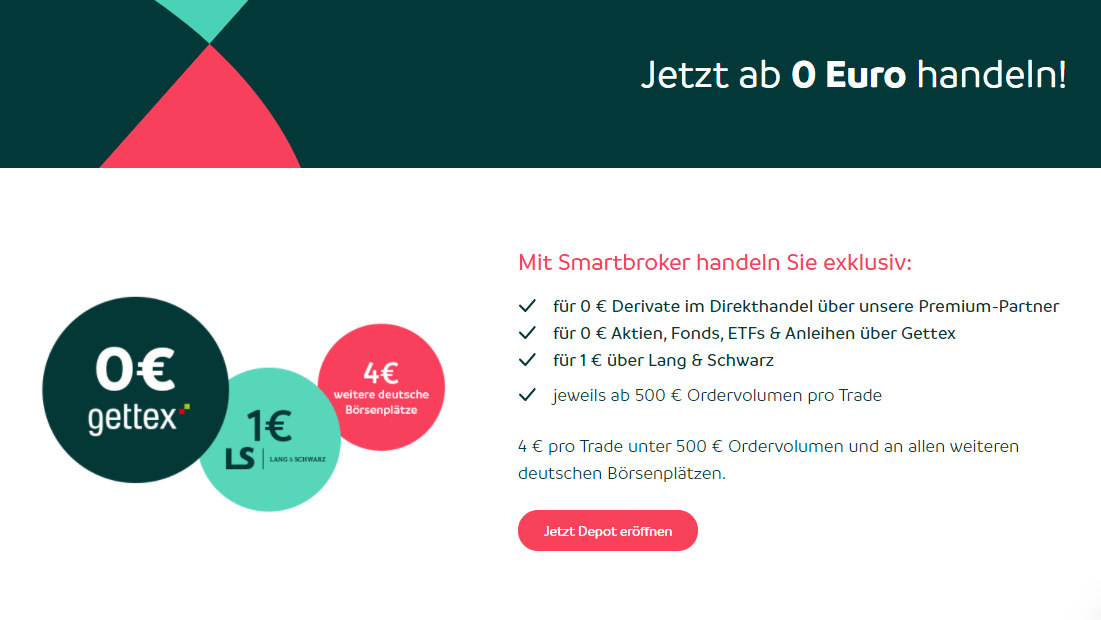 Jetzt ab 0 Euro handeln!
Mit Smartbroker handeln Sie exklusiv:
für 0 € Derivate im Direkthandel über unsere Premium-Partner
für 0 € Aktien, Fonds, ETFs & Anleihen über Gettex
für 1 € über Lang & Schwarz
jeweils ab 500 € Ordervolumen pro Trade
4 € pro Trade unter 500 € Ordervolumen und an allen weiteren
deutschen Börsenplätzen.
Jetzt Depot eröffnen
0€
gettex
1€
LS LANG & SCHWARZ
4€
weitere deutsche
Börsenplätze